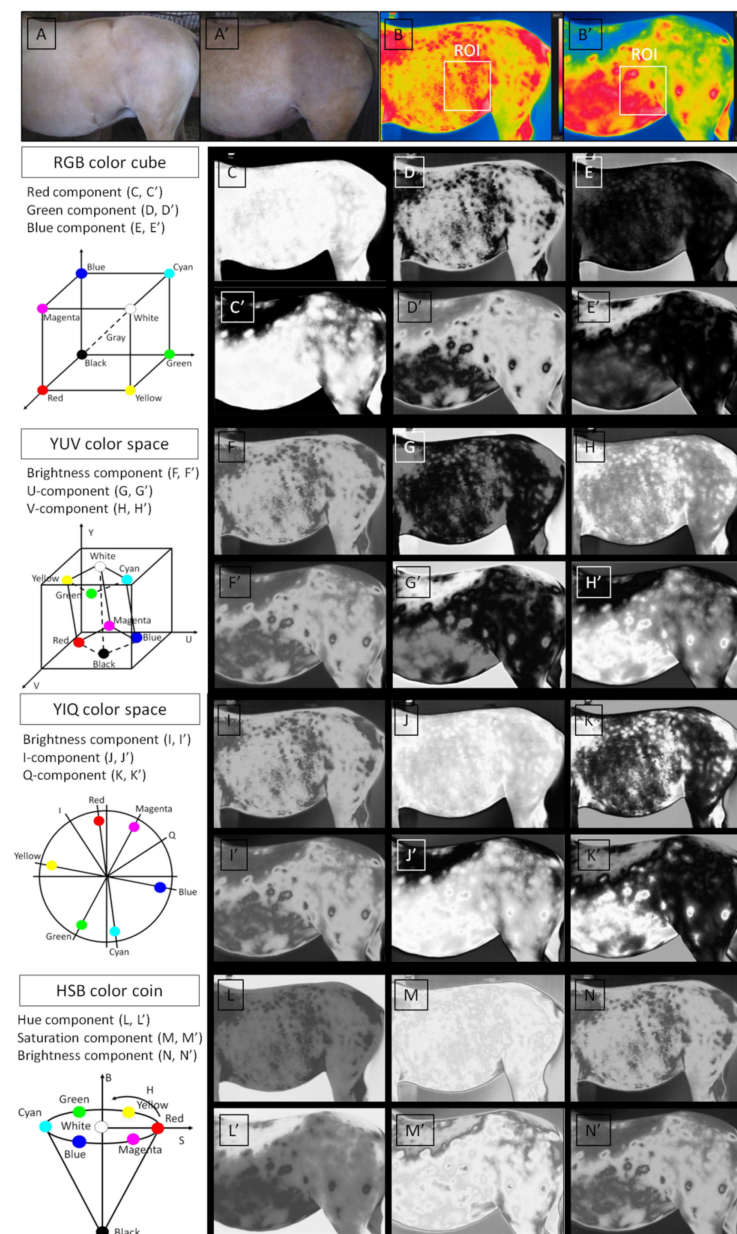 A
A′
B
ROI
B′
ROI
RGB color cube
Red component (C, C′)
Green component (D, D′)
Blue component (E, E′)
Blue
Cyan
Magenta
White
Gray
Black
Green
Red
Yellow
C
D
E
C′
D′
E′
YUV color space
Brightness component (F, F′)
U-component (G, G′)
V-component (H, H′)
Y
White
Yellow
Cyan
Green
Magenta
Red
Blue
Black
U
V
F
G
H
F′
G′
H′
YIQ color space
Brightness component (I, I′)
I-component (J, J′)
Q-component (K, K′)
Red
I
Magenta
Q
Yellow
Blue
Green
Cyan
I
J
K
I′
J′
K′
HSB color coin
Hue component (L, L′)
Saturation component (M, M′)
Brightness component (N, N′)
B
H
Green
Yellow
Cyan
White
Red
S
Blue
Magenta
Black
L
M
N
L′
M′
N′